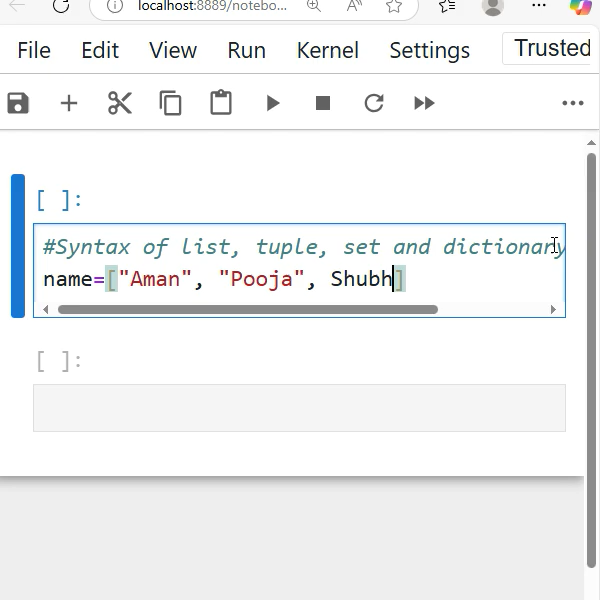 localhost:8889/notebo...
File Edit View Run Kernel Settings Trusted
[ ]:
#Syntax of list, tuple, set and dictionary
name=["Aman", "Pooja", Shubh]
[ ]: